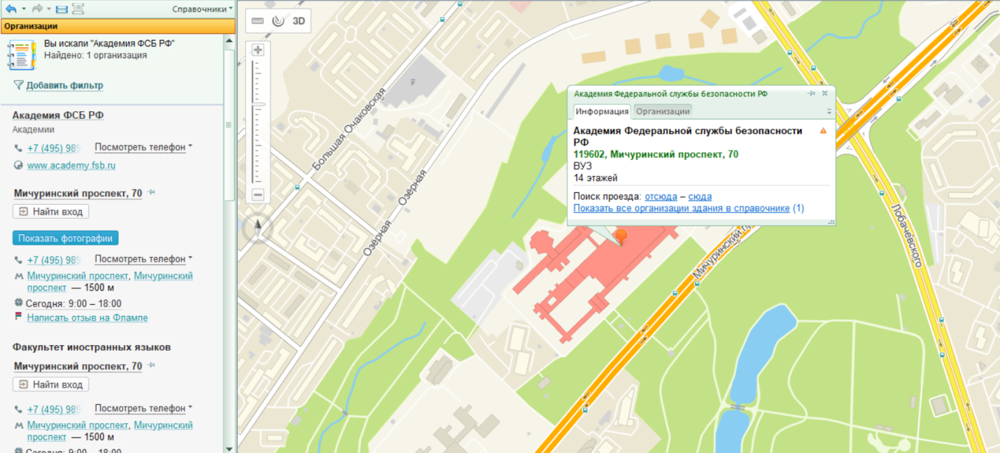 Справочники
Организации
Вы искали "Академия ФСБ РФ"
Найдено: 1 организация
Добавить фильтр
Академия ФСБ РФ
Академии
+7 (495) 989
Посмотреть телефон
www.academy.fsb.ru
Мичуринский проспект, 70
Найти вход
Показать фотографии
+7 (495) 989
Посмотреть телефон
Мичуринский проспект, Мичуринский
проспект — 1500 м
Сегодня: 9:00 – 18:00
Написать отзыв на Флампе
Факультет иностранных языков
Мичуринский проспект, 70
Найти вход
+7 (495) 989
Посмотреть телефон
Мичуринский проспект, Мичуринский
проспект — 1500 м
Сегодня: 9:00 – 18:00
3D
P
Большая Очаковская
Озёрная
Озёрная
Академия Федеральной службы безопасности РФ
Информация
Организации
Академия Федеральной службы безопасности
РФ
119602, Мичуринский проспект, 70
ВУЗ
14 этажей
Поиск проезда: отсюда – сюда
Показать все организации здания в справочнике (1)
Мичуринский пр
Лобачевского